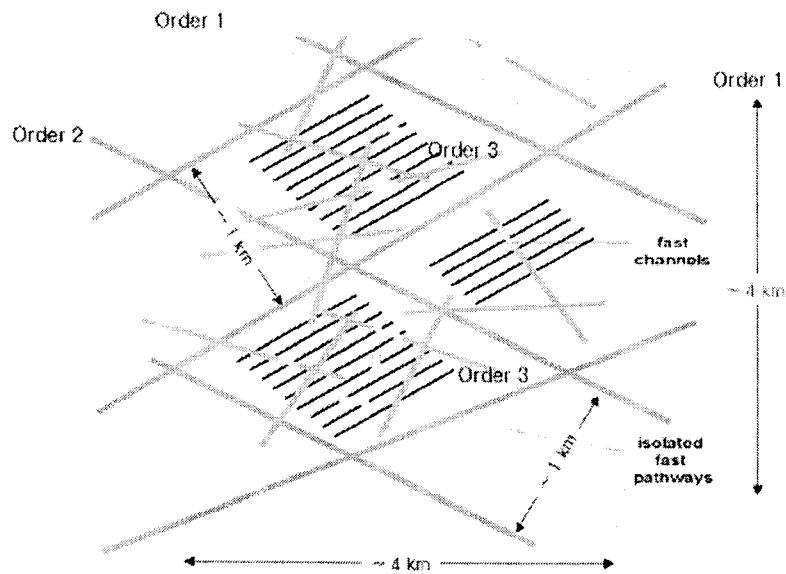 Order 1
Order 1
Order 2
Order 3
~ 1 km
fast
channels
~ 4 km
Order 3
~ 1 km
isolated
fast
pathways
~ 4 km